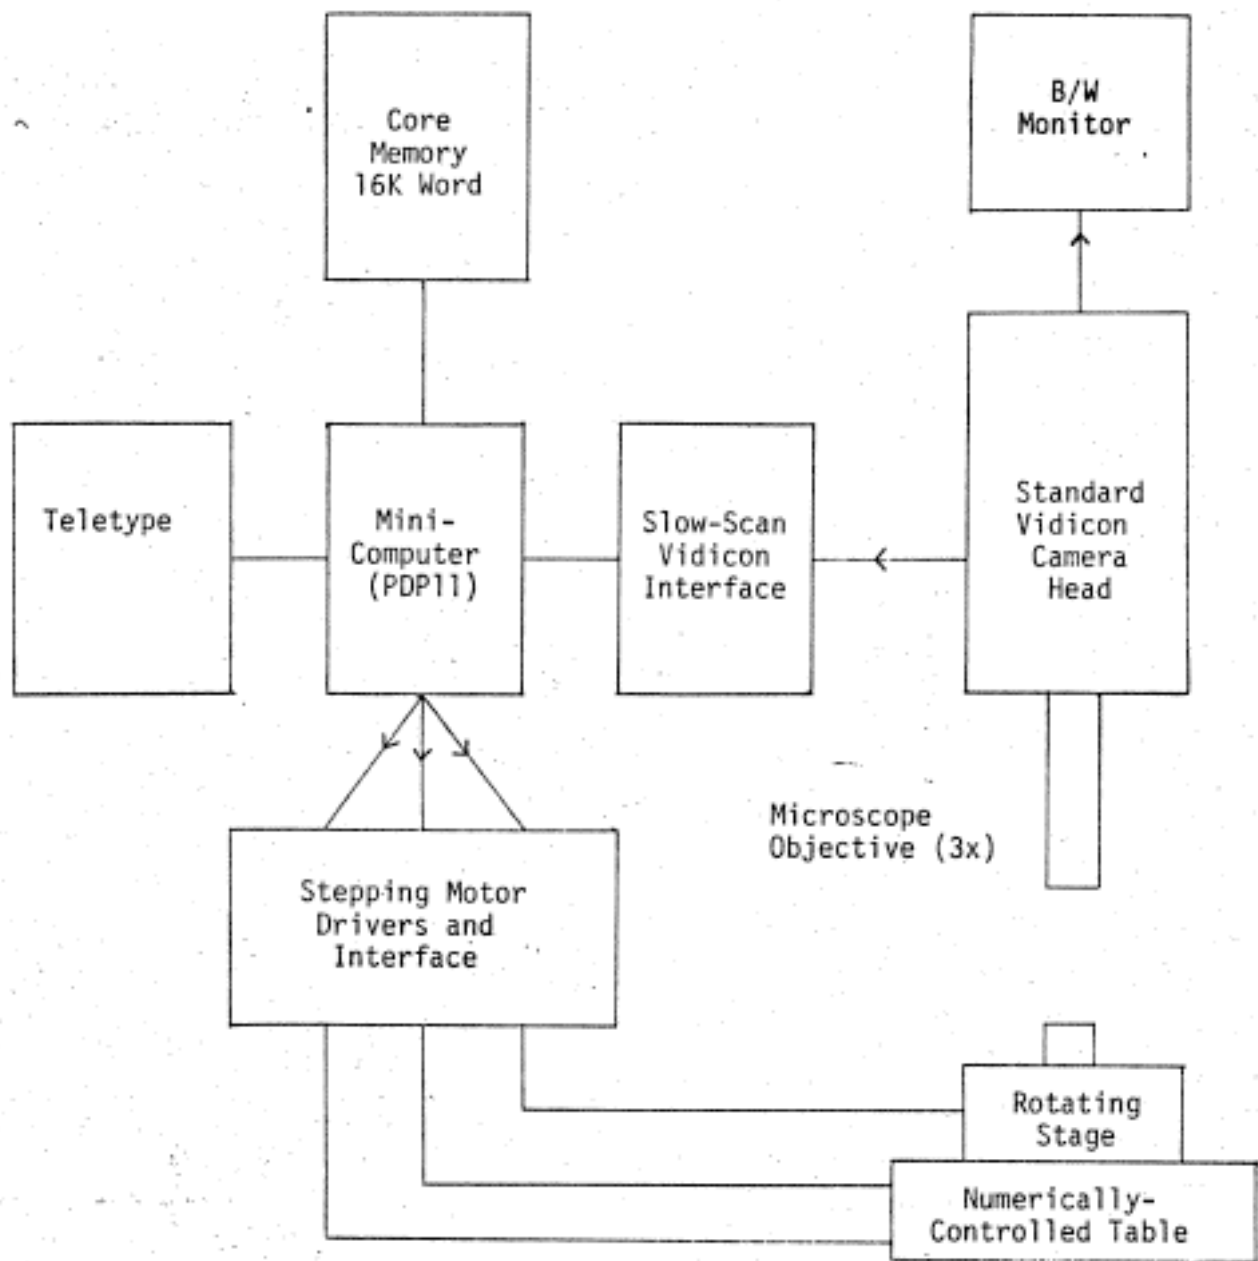 Core
Memory
16K Word
B/W
Monitor
Teletype
Mini-
Computer
(PDP11)
Slow-Scan
Vidicon
Interface
Standard
Vidicon
Camera
Head
Microscope
Objective (3x)
Stepping Motor
Drivers and
Interface
Rotating
Stage
Numerically-
Controlled Table